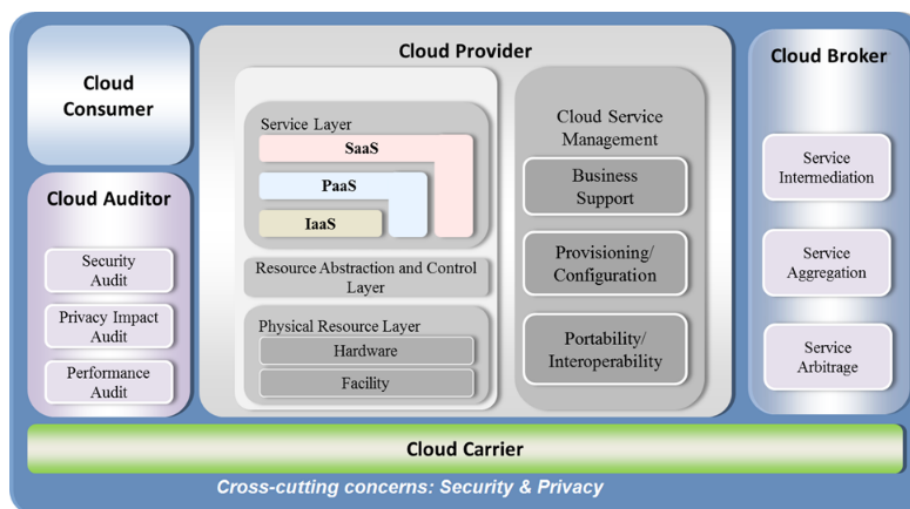 Cloud
Consumer
Cloud Auditor
Security
Audit
Privacy Impact
Audit
Performance
Audit
Cloud Provider
Service Layer
SaaS
PaaS
IaaS
Resource Abstraction and Control
Layer
Physical Resource Layer
Hardware
Facility
Cloud Service
Management
Business
Support
Provisioning/
Configuration
Portability/
Interoperability
Cloud Broker
Service
Intermediation
Service
Aggregation
Service
Arbitrage
Cloud Carrier
Cross-cutting concerns: Security & Privacy